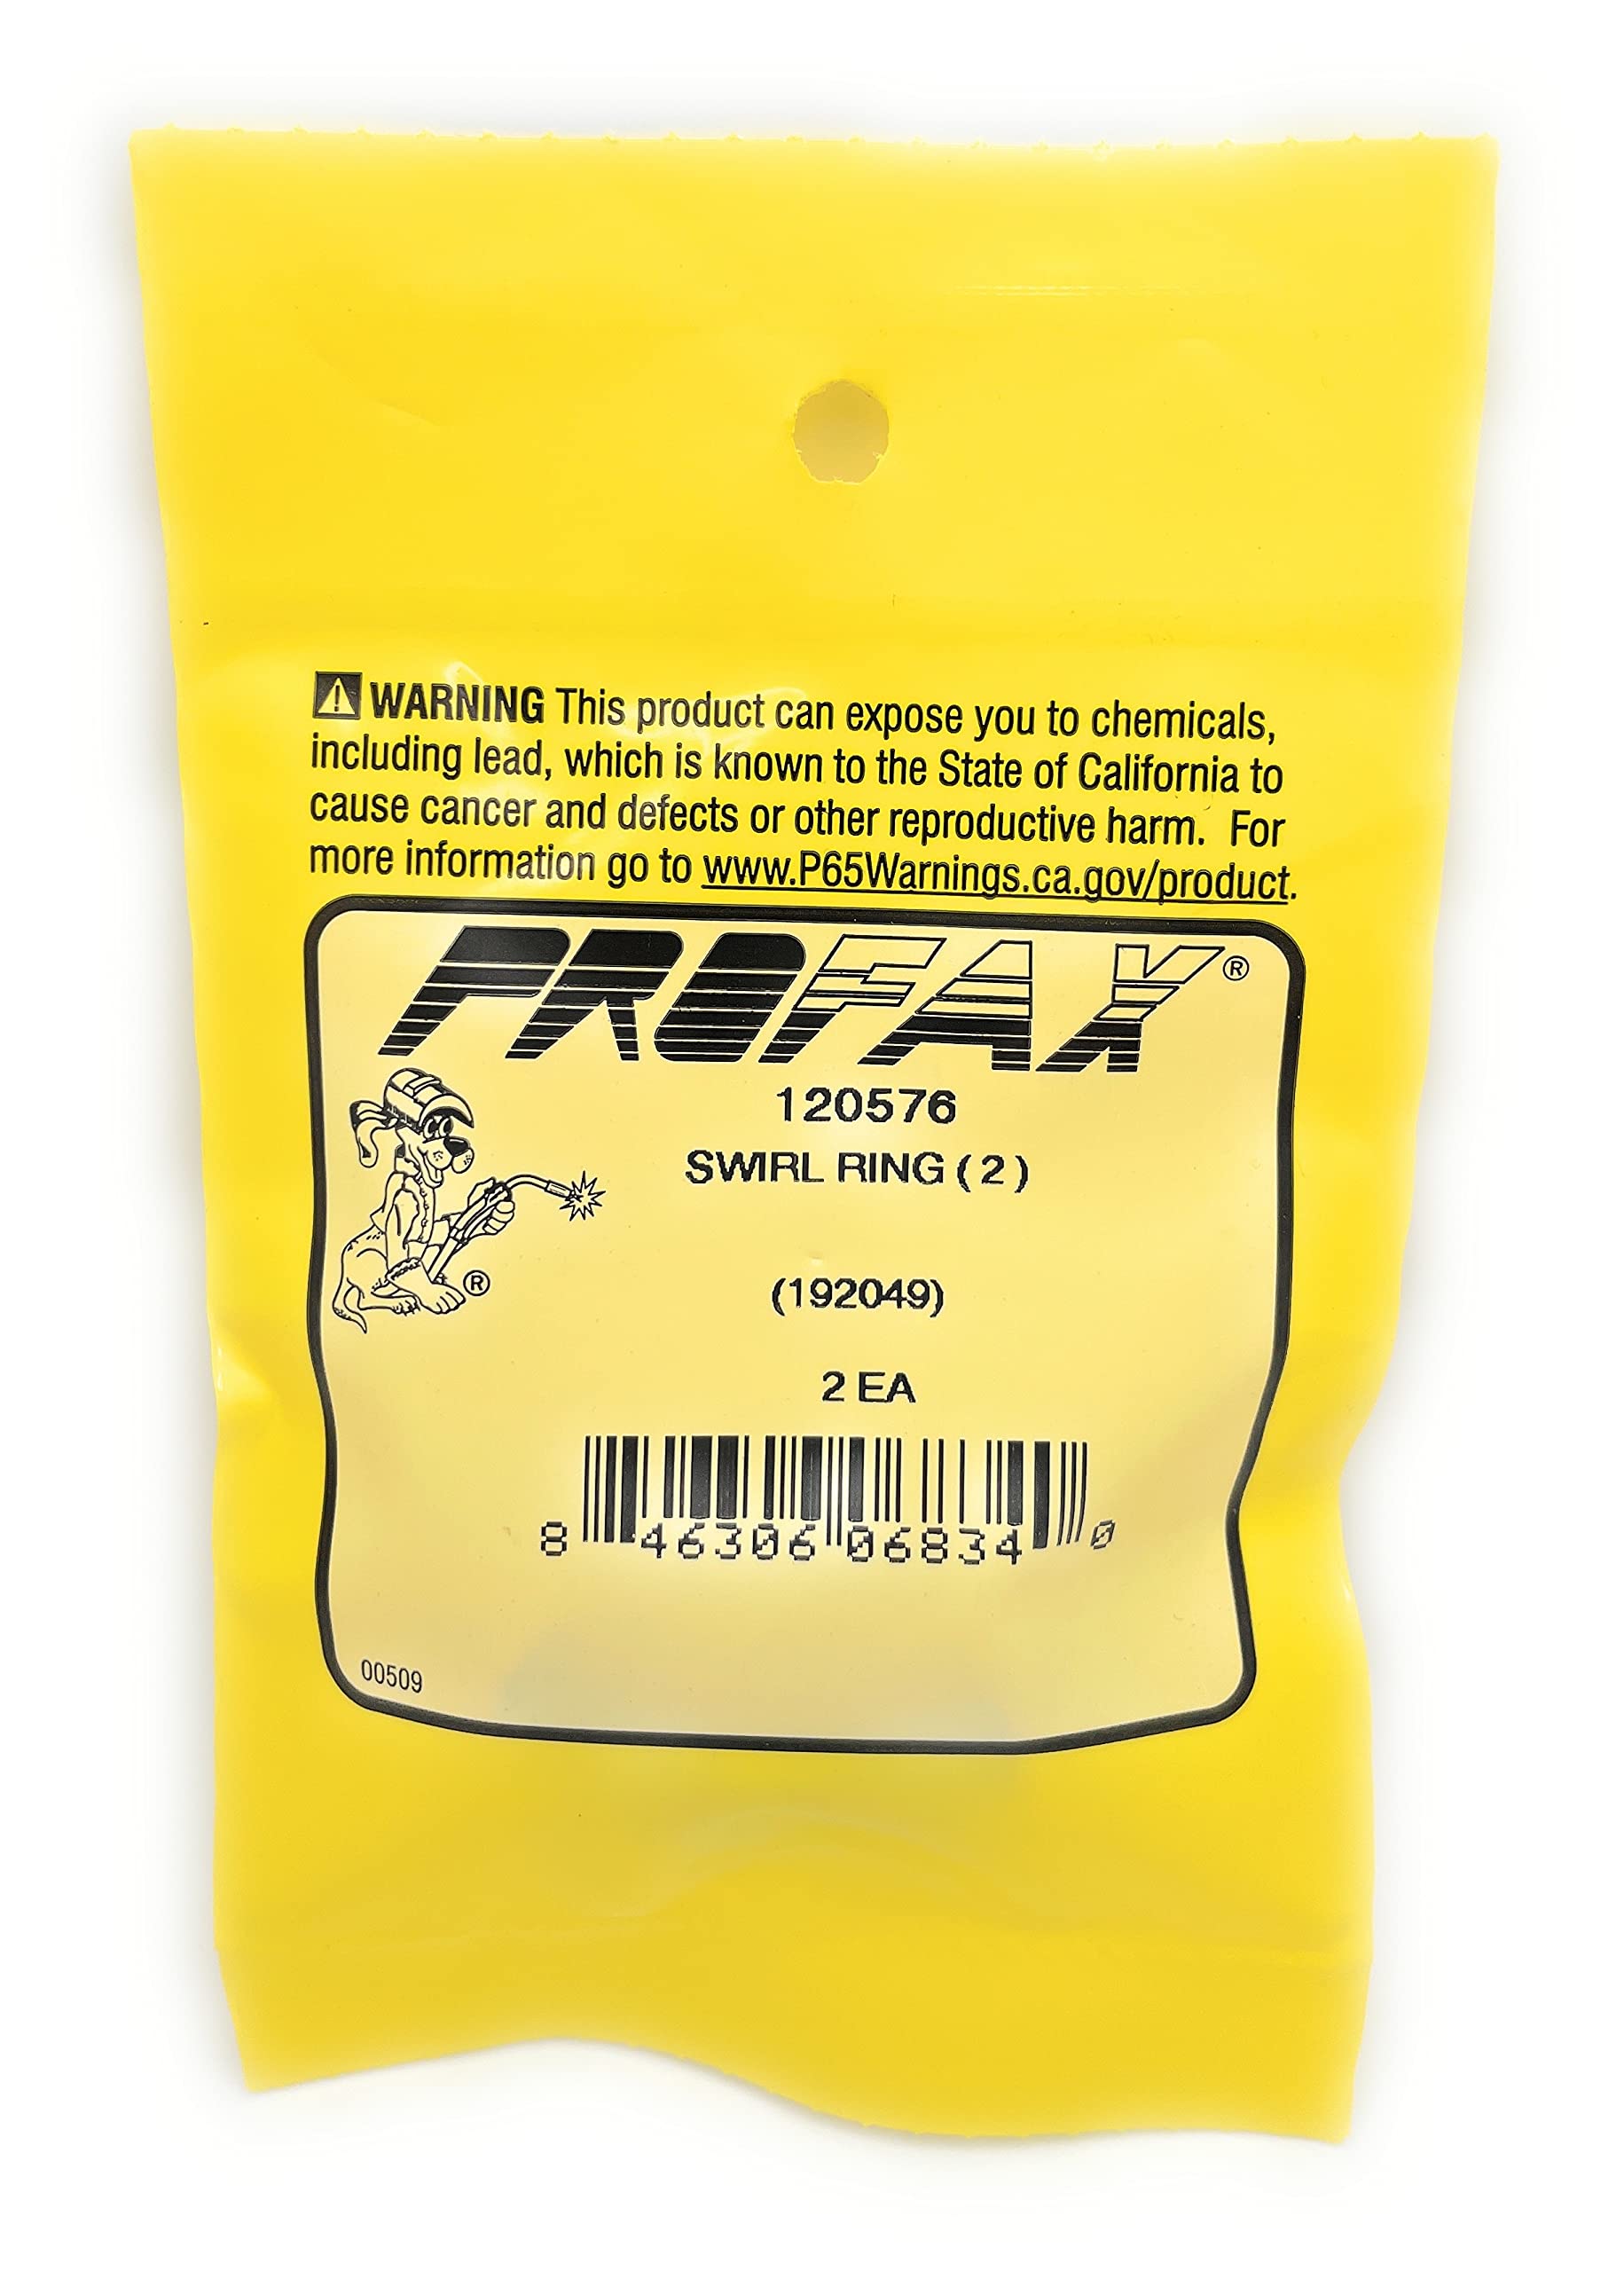 ⚠ WARNING This product can expose you to chemicals,
including lead, which is known to the State of California to
cause cancer and defects or other reproductive harm. For
more information go to www.P65Warnings.ca.gov/product.
PROFAX®
120576
SWIRL RING (2)
®
(192049)
2 EA
8 46306 06834 0
00509